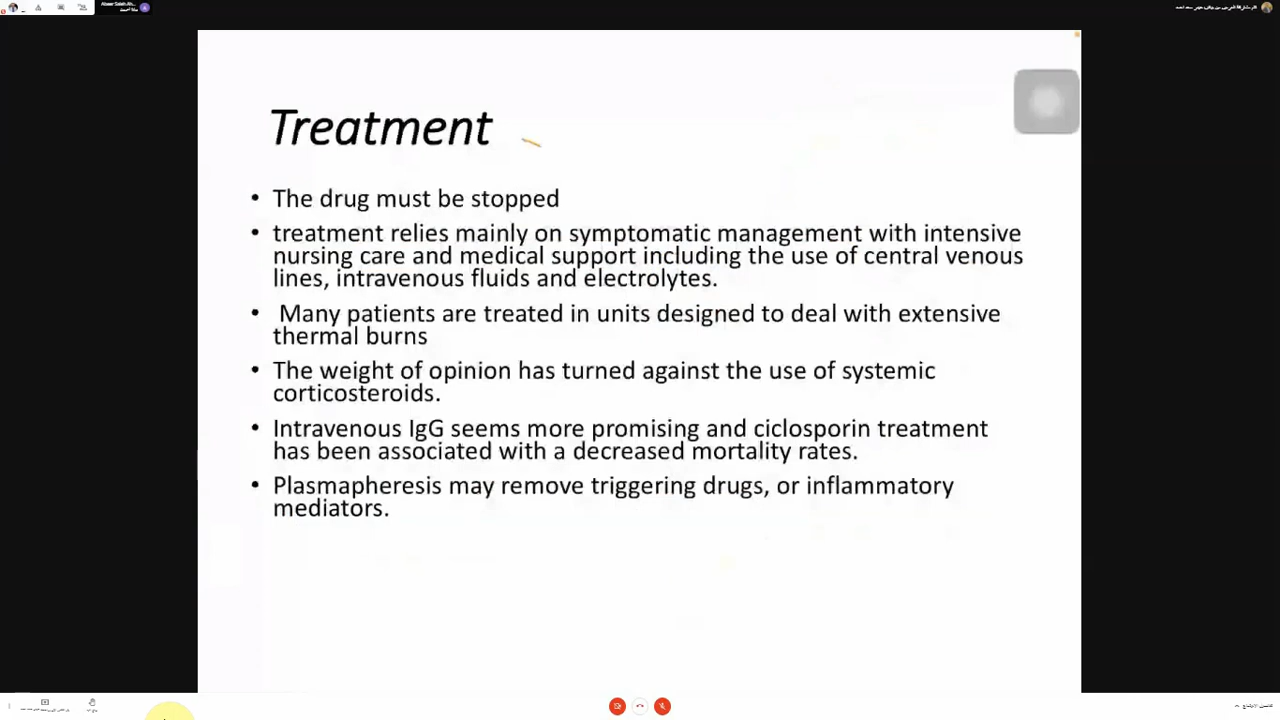 Abeer Salah Ah...
Treatment
• The drug must be stopped
• treatment relies mainly on symptomatic management with intensive
nursing care and medical support including the use of central venous
lines, intravenous fluids and electrolytes.
• Many patients are treated in units designed to deal with extensive
thermal burns
• The weight of opinion has turned against the use of systemic
corticosteroids.
• Intravenous IgG seems more promising and ciclosporin treatment
has been associated with a decreased mortality rates.
• Plasmapheresis may remove triggering drugs, or inflammatory
mediators.